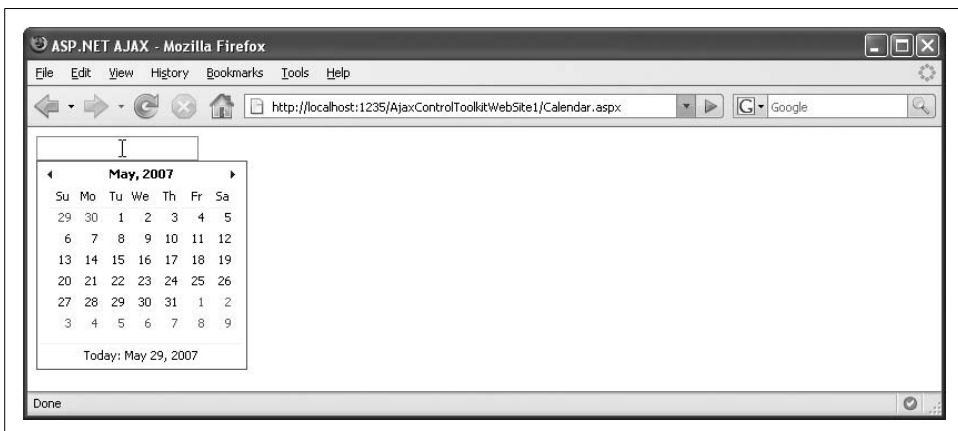 ASP.NET AJAX - Mozilla Firefox
File Edit View History Bookmarks Tools Help
http://localhost:1235/AjaxControlToolkitWebSite1/Calendar.aspx G Google
May, 2007
Su Mo Tu We Th Fr Sa
29 30 1 2 3 4 5
6 7 8 9 10 11 12
13 14 15 16 17 18 19
20 21 22 23 24 25 26
27 28 29 30 31 1 2
3 4 5 6 7 8 9
Today: May 29, 2007
Done